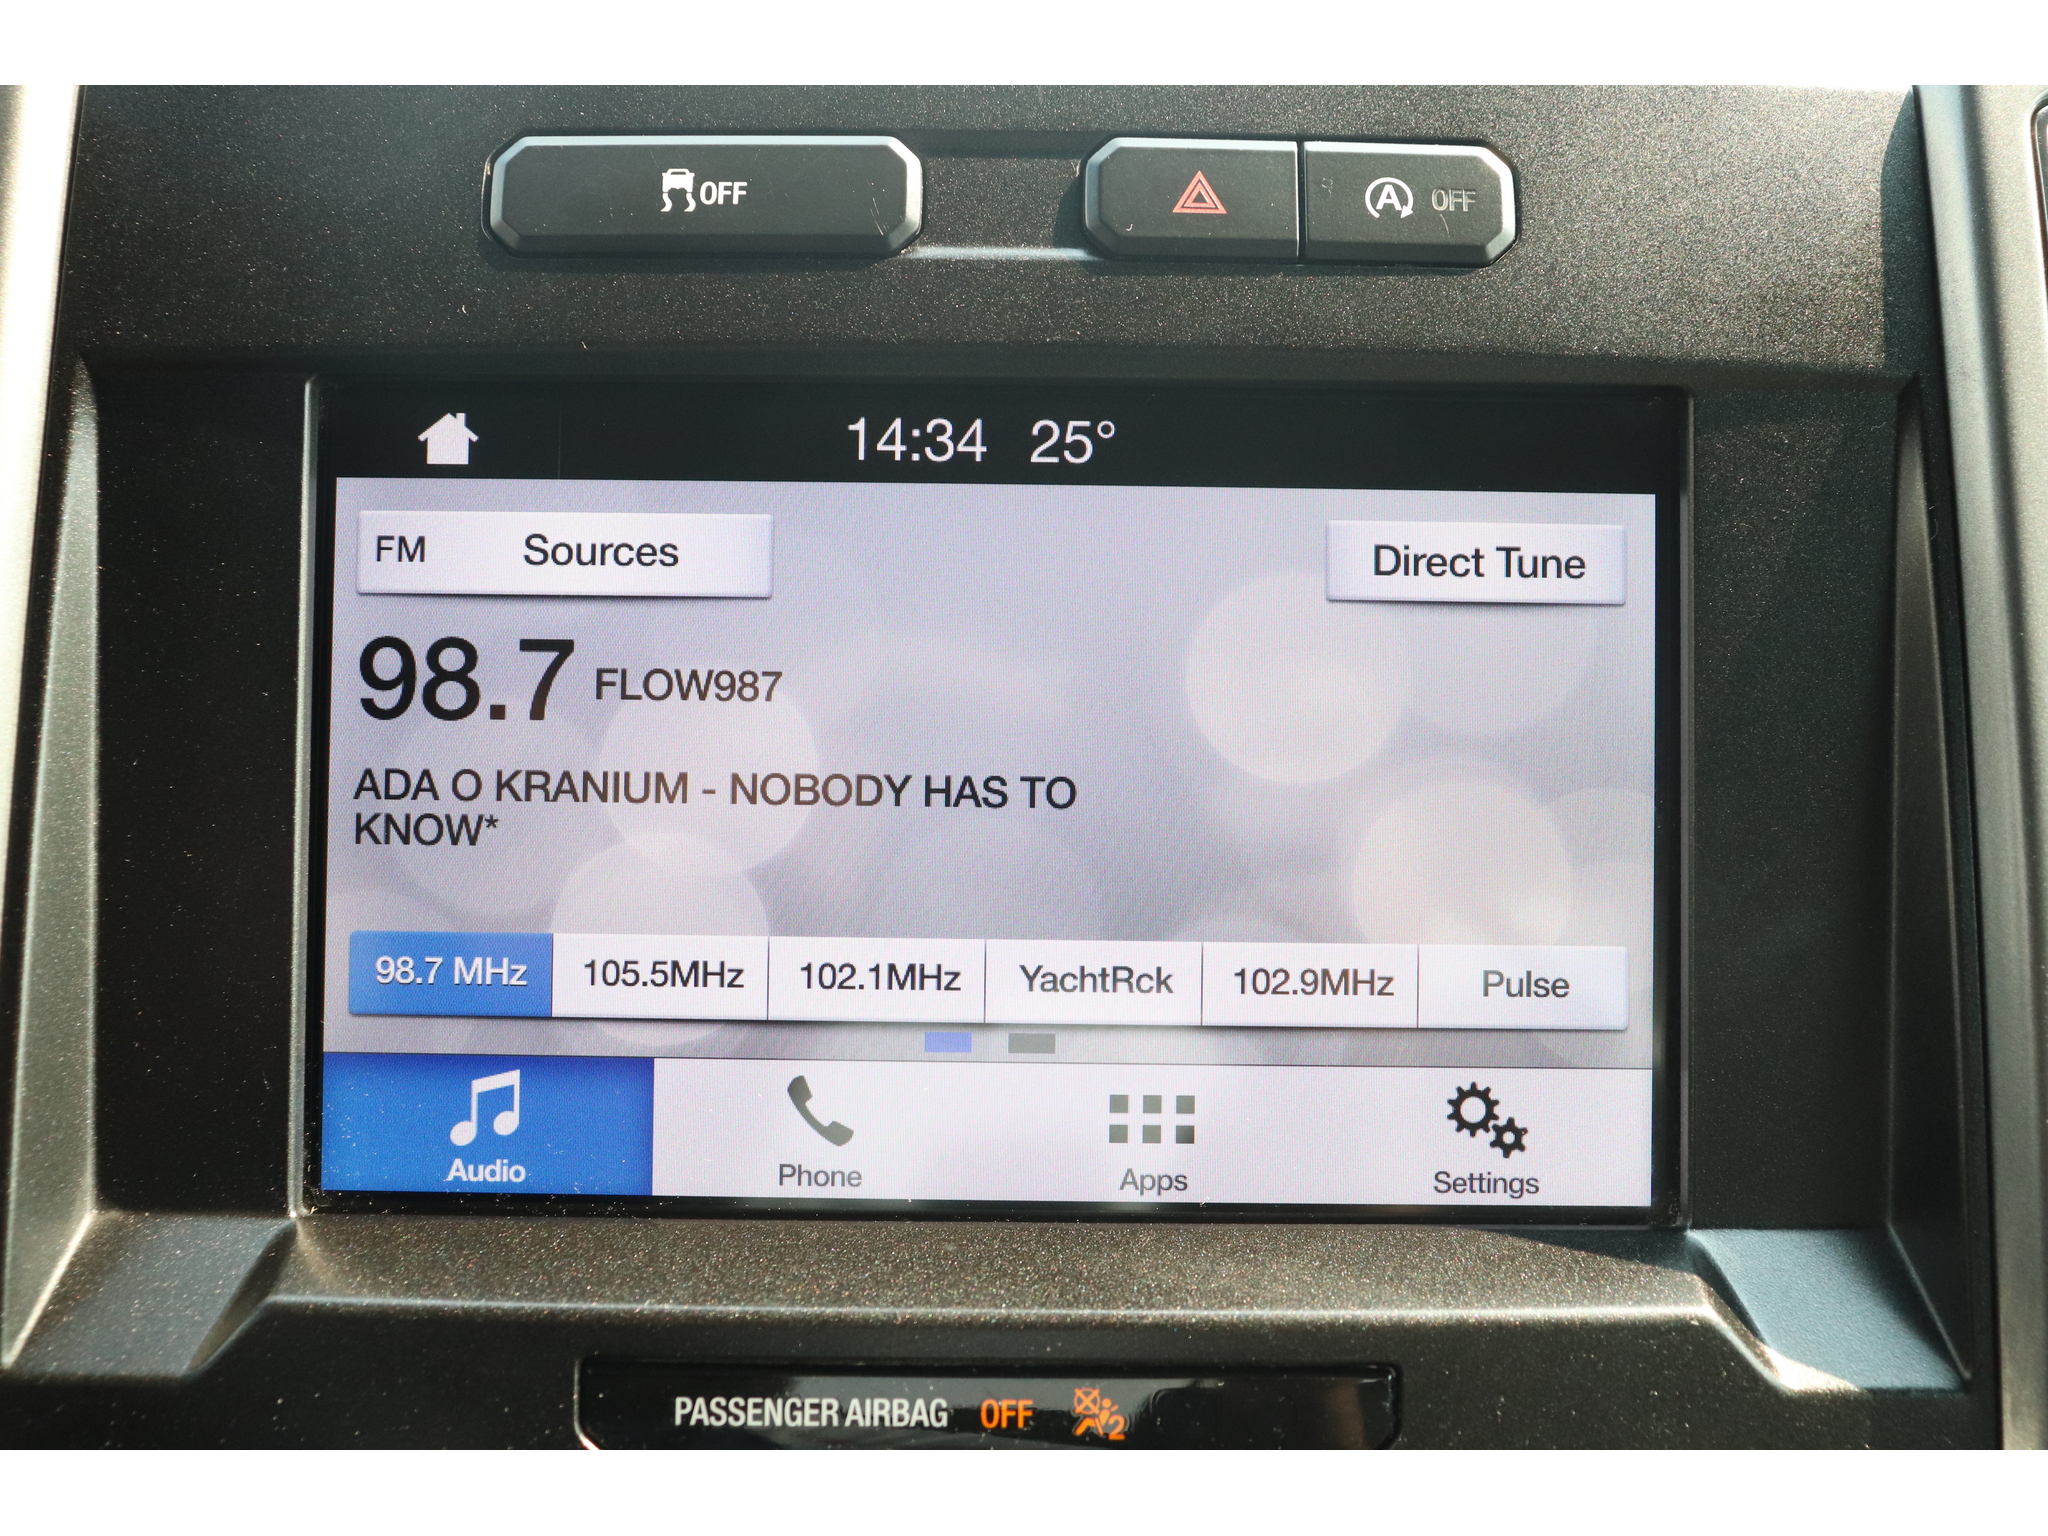 OFF
A OFF
14:34 25°
FM Sources
Direct Tune
98.7 FLOW987
ADA O KRANIUM - NOBODY HAS TO
KNOW*
98.7 MHz 105.5MHz 102.1MHz YachtRck 102.9MHz Pulse
Audio Phone Apps Settings
PASSENGER AIRBAG OFF 2